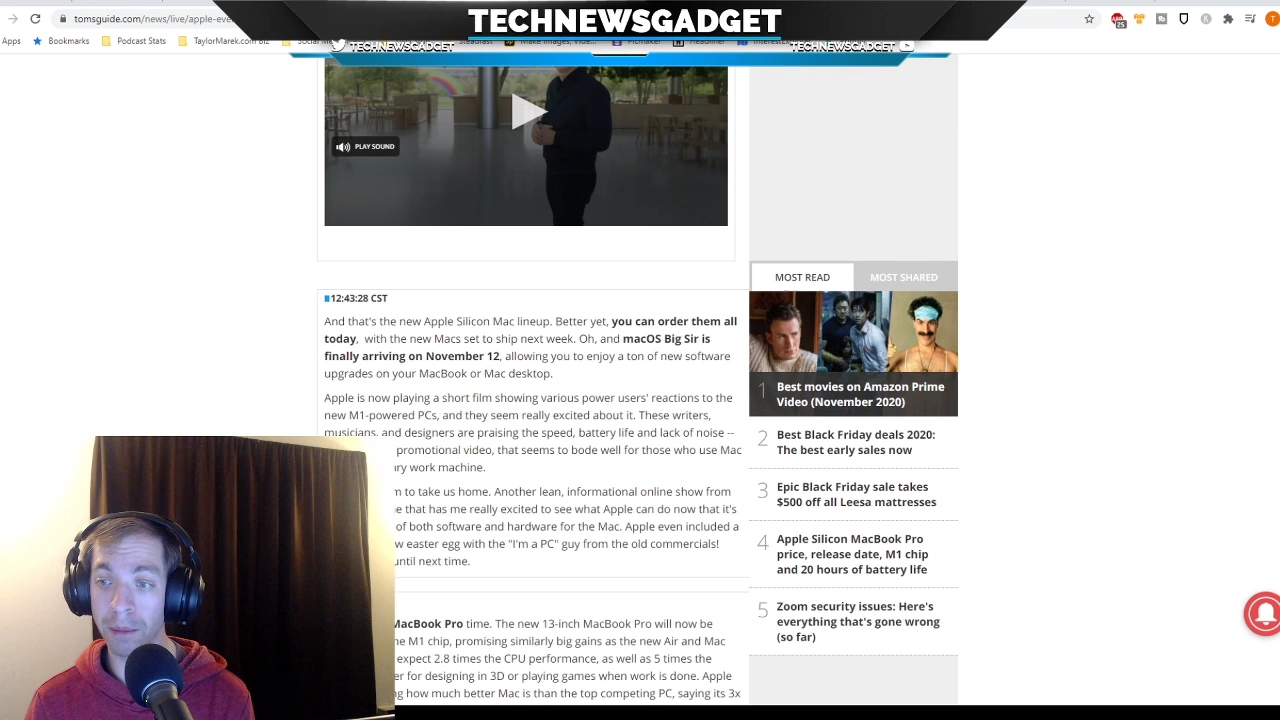 tomsguide.com/news/live/apple-eve
TECHNEWSGADGET
25
T
Bookmarks
Podcast Stats
TaylorMarek.com Biz
TECHNEWSGADGET
TECHNEWSGADGET
PLAY SOUND
12:43:28 CST
And that's the new Apple Silicon Mac lineup. Better yet, you can order them all
today, with the new Macs set to ship next week. Oh, and macOS Big Sir is
finally arriving on November 12, allowing you to enjoy a ton of new software
upgrades on your MacBook or Mac desktop.
Apple is now playing a short film showing various power users' reactions to the
new M1-powered PCs, and they seem really excited about it. These writers,
musicians, and designers are praising the speed, battery life and lack of noise --
promotional video, that seems to bode well for those who use Mac
ry work machine.
m to take us home. Another lean, informational online show from
e that has me really excited to see what Apple can do now that it's
of both software and hardware for the Mac. Apple even included a
w easter egg with the "I'm a PC" guy from the old commercials!
until next time.
MacBook Pro time. The new 13-inch MacBook Pro will now be
e M1 chip, promising similarly big gains as the new Air and Mac
expect 2.8 times the CPU performance, as well as 5 times the
er for designing in 3D or playing games when work is done. Apple
g how much better Mac is than the top competing PC, saying its 3x
MOST READ
MOST SHARED
1 Best movies on Amazon Prime
Video (November 2020)
2 Best Black Friday deals 2020:
The best early sales now
3 Epic Black Friday sale takes
$500 off all Leesa mattresses
4 Apple Silicon MacBook Pro
price, release date, M1 chip
and 20 hours of battery life
5 Zoom security issues: Here's
everything that's gone wrong
(so far)